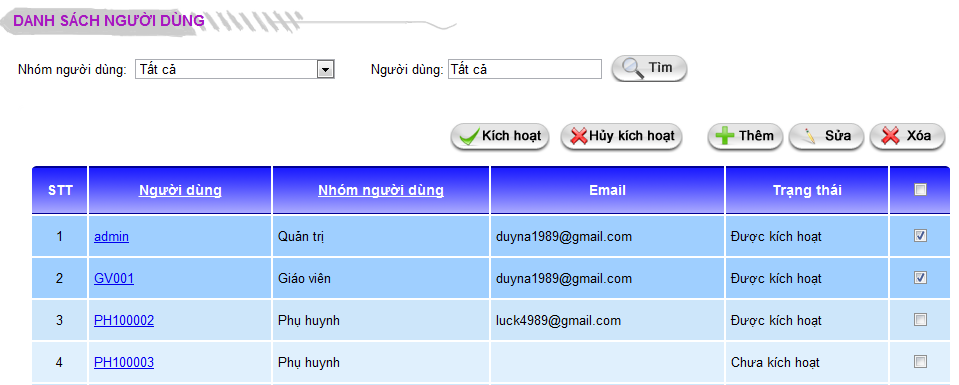 DANH SÁCH NGƯỜI DÙNG
Nhóm người dùng: Tất cả Người dùng: Tất cả Tìm
Kích hoạt Hủy kích hoạt Thêm Sửa Xóa
STT Người dùng Nhóm người dùng Email Trạng thái
1 admin Quản trị duyna1989@gmail.com Được kích hoạt
2 GV001 Giáo viên duyna1989@gmail.com Được kích hoạt
3 PH100002 Phụ huynh luck4989@gmail.com Được kích hoạt
4 PH100003 Phụ huynh Chưa kích hoạt